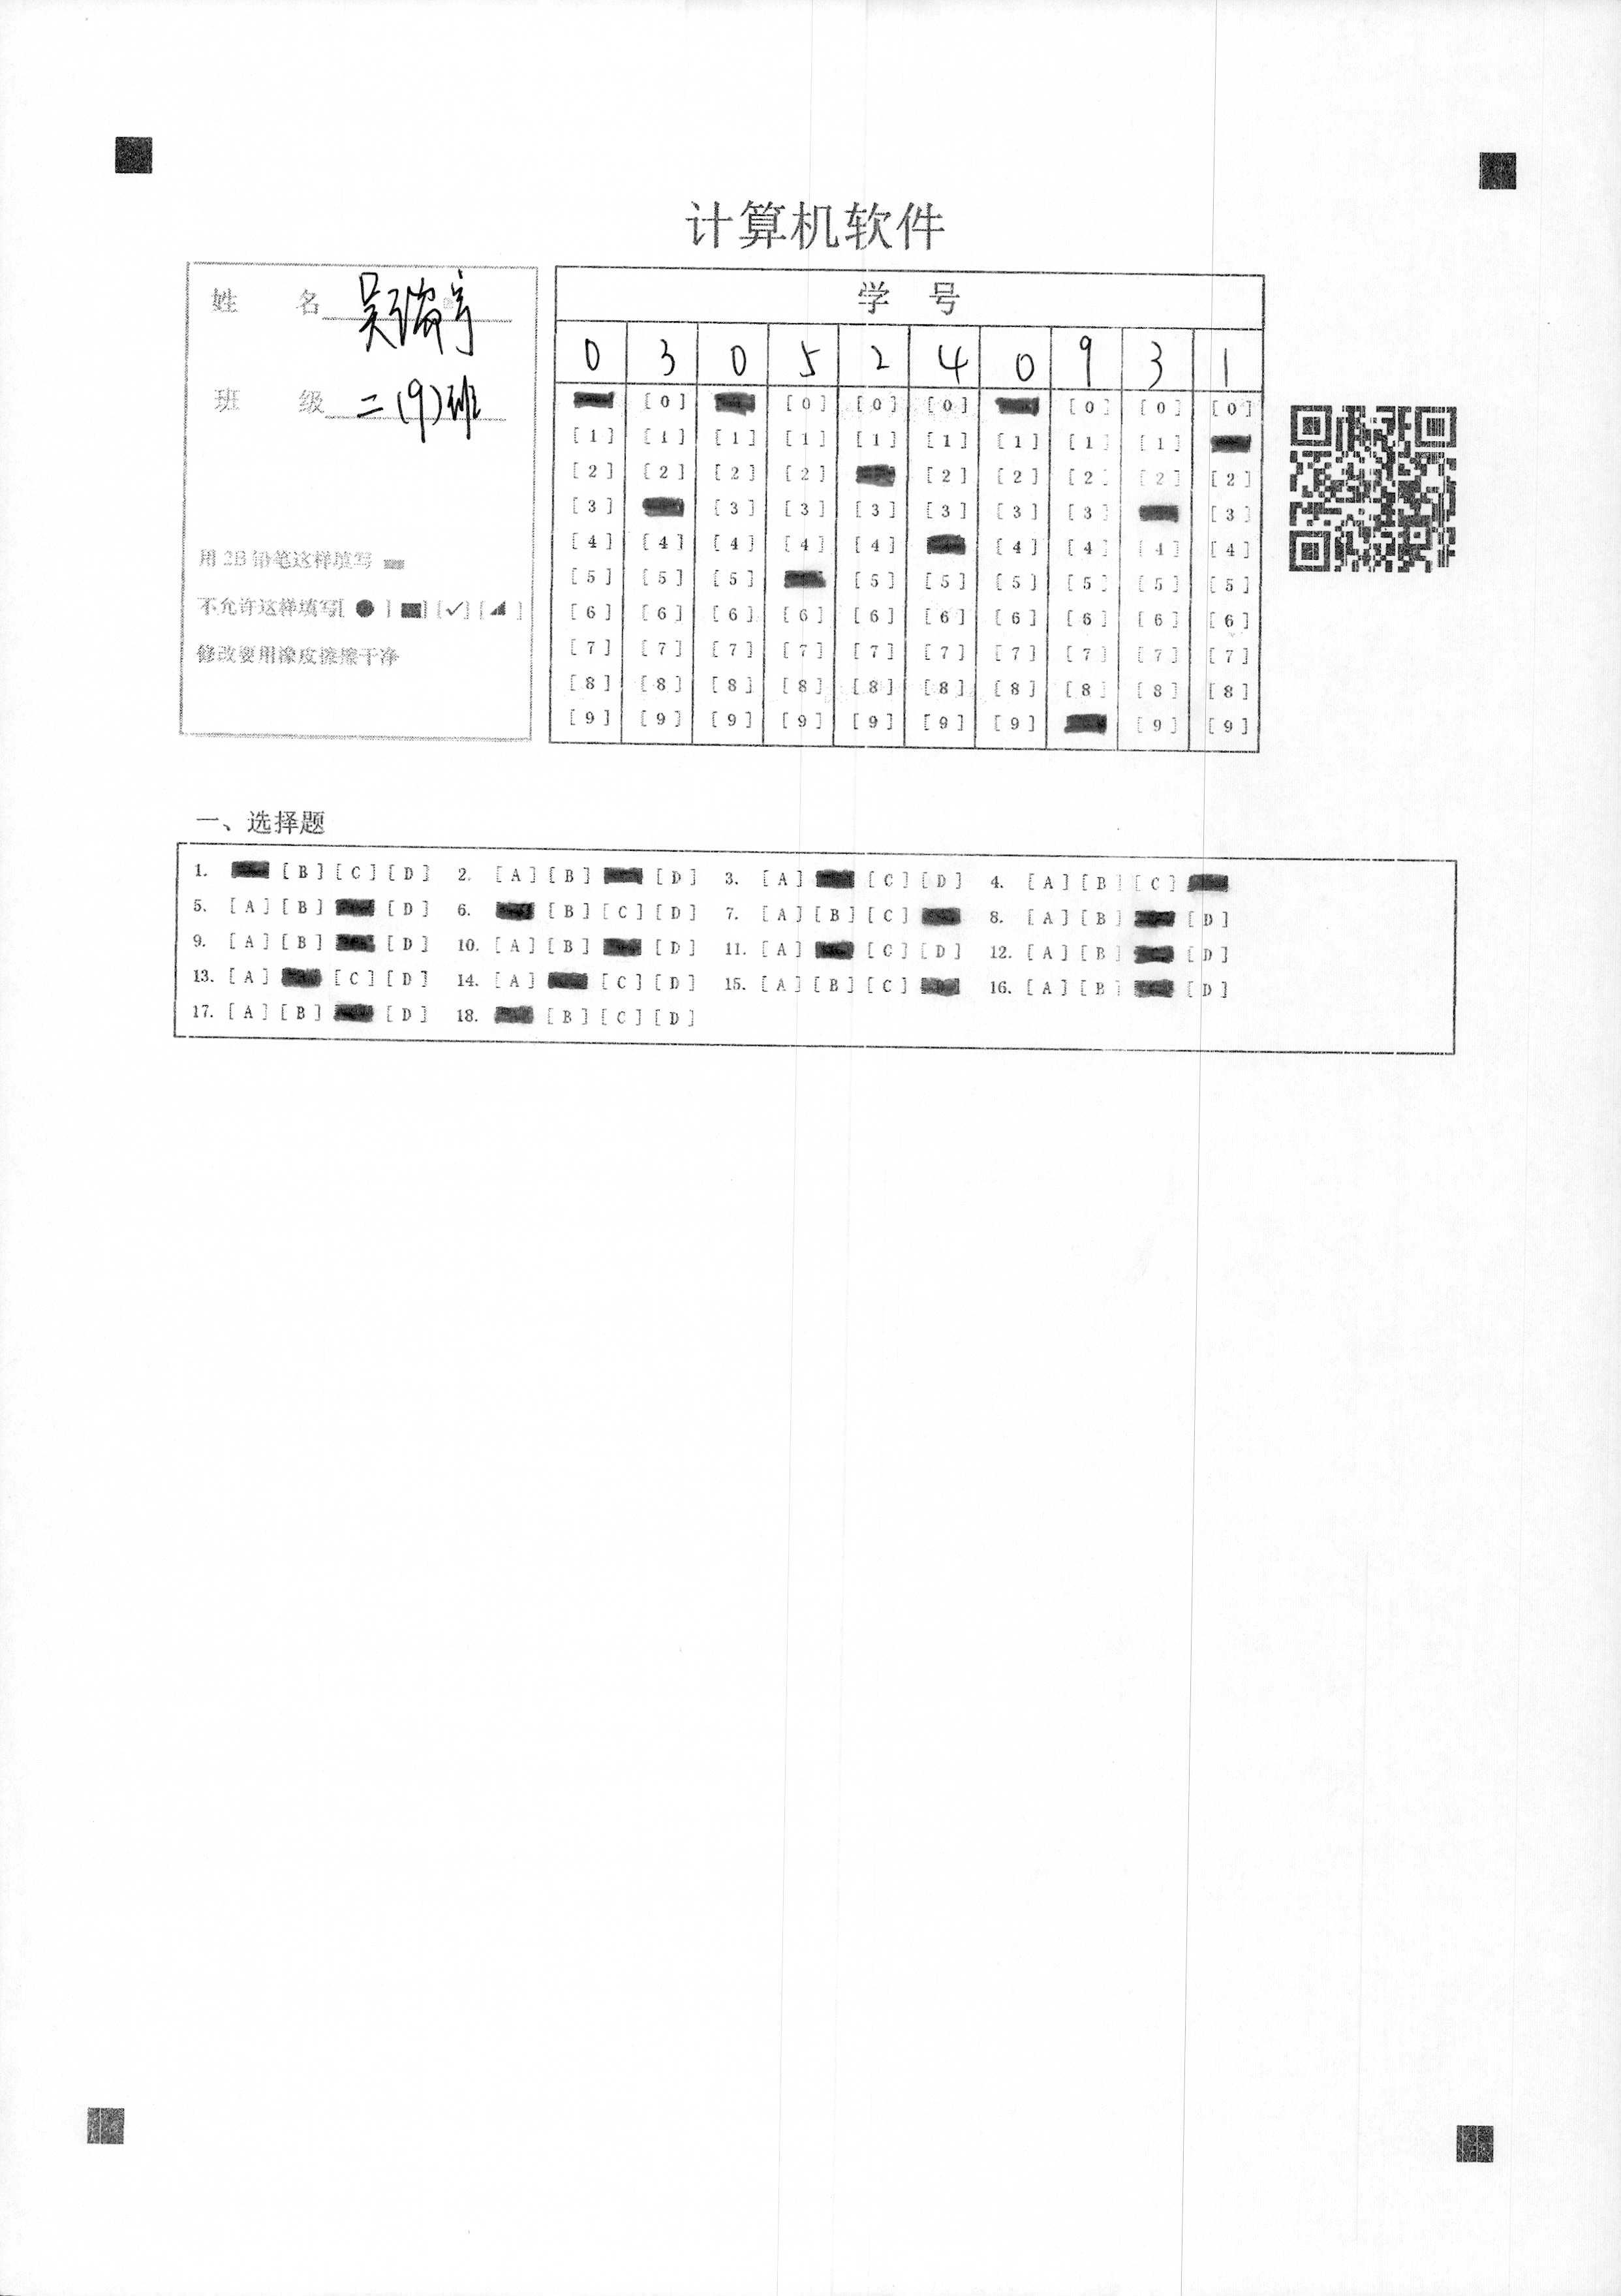 计算机软件
姓 名 吴
班 级 二(9)班
用2B铅笔这样填写
不允许这样填写[ ● ] [■] [✓] [◢ ]
修改要用橡皮擦擦干净
学 号
0 3 0 5 2 4 0 9 3 1
[0] [0] [0] [0] [0] [0] [0]
[1] [1] [1] [1] [1] [1] [1] [1] [1]
[2] [2] [2] [2] [2] [2] [2] [2] [2]
[3] [3] [3] [3] [3] [3] [3] [3]
[4] [4] [4] [4] [4] [4] [4] [4] [4]
[5] [5] [5] [5] [5] [5] [5] [5] [5]
[6] [6] [6] [6] [6] [6] [6] [6] [6] [6]
[7] [7] [7] [7] [7] [7] [7] [7] [7] [7]
[8] [8] [8] [8] [8] [8] [8] [8] [8] [8]
[9] [9] [9] [9] [9] [9] [9] [9] [9]
一、选择题
1. [B] [C] [D] 2. [A] [B] [D] 3. [A] [C] [D] 4. [A] [B] [C]
5. [A] [B] [D] 6. [B] [C] [D] 7. [A] [B] [C] 8. [A] [B] [D]
9. [A] [B] [D] 10. [A] [B] [D] 11. [A] [C] [D] 12. [A] [B] [D]
13. [A] [C] [D] 14. [A] [C] [D] 15. [A] [B] [C] 16. [A] [B] [D]
17. [A] [B] [D] 18. [B] [C] [D]